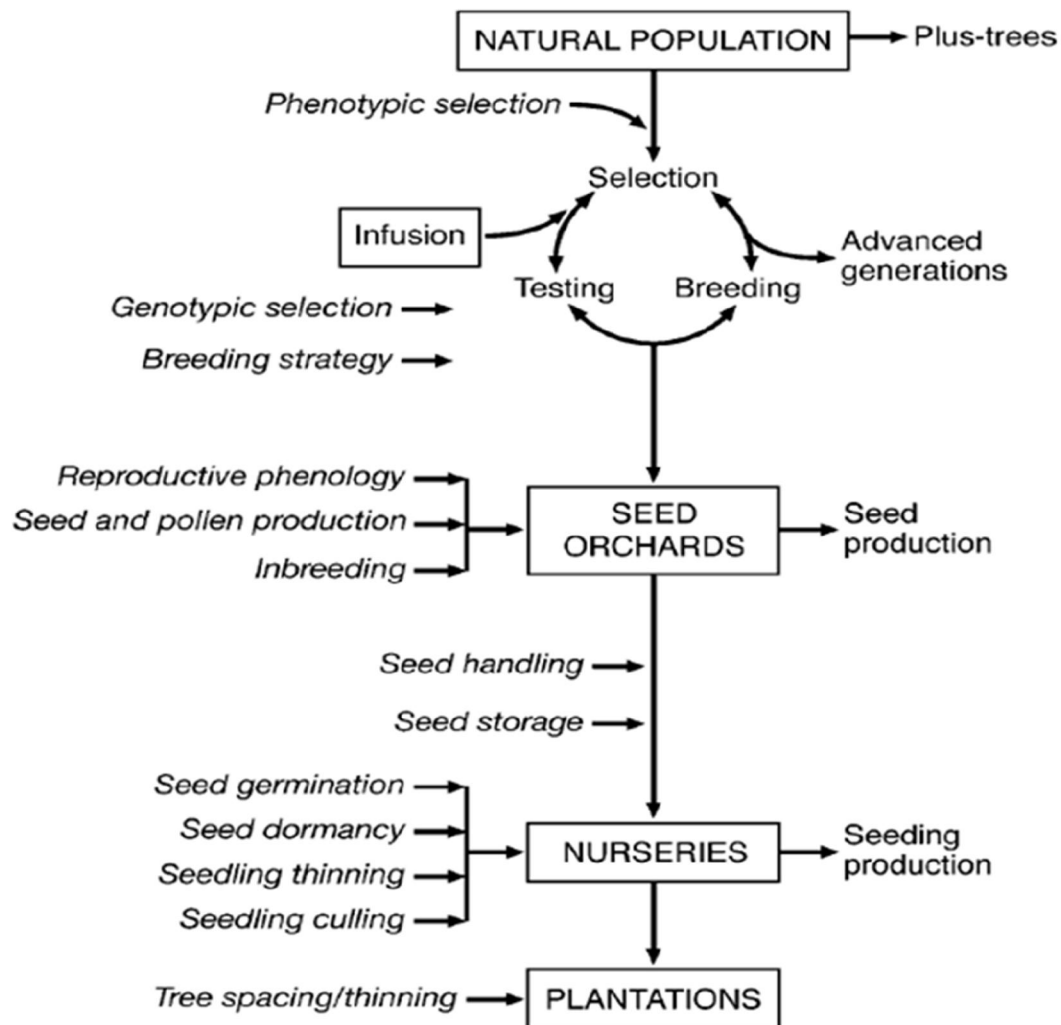 NATURAL POPULATION
Plus-trees
Phenotypic selection
Selection
Infusion
Advanced
generations
Testing
Breeding
Genotypic selection
Breeding strategy
Reproductive phenology
Seed and pollen production
Inbreeding
SEED
ORCHARDS
Seed
production
Seed handling
Seed storage
Seed germination
Seed dormancy
Seedling thinning
Seedling culling
NURSERIES
Seeding
production
Tree spacing/thinning
PLANTATIONS